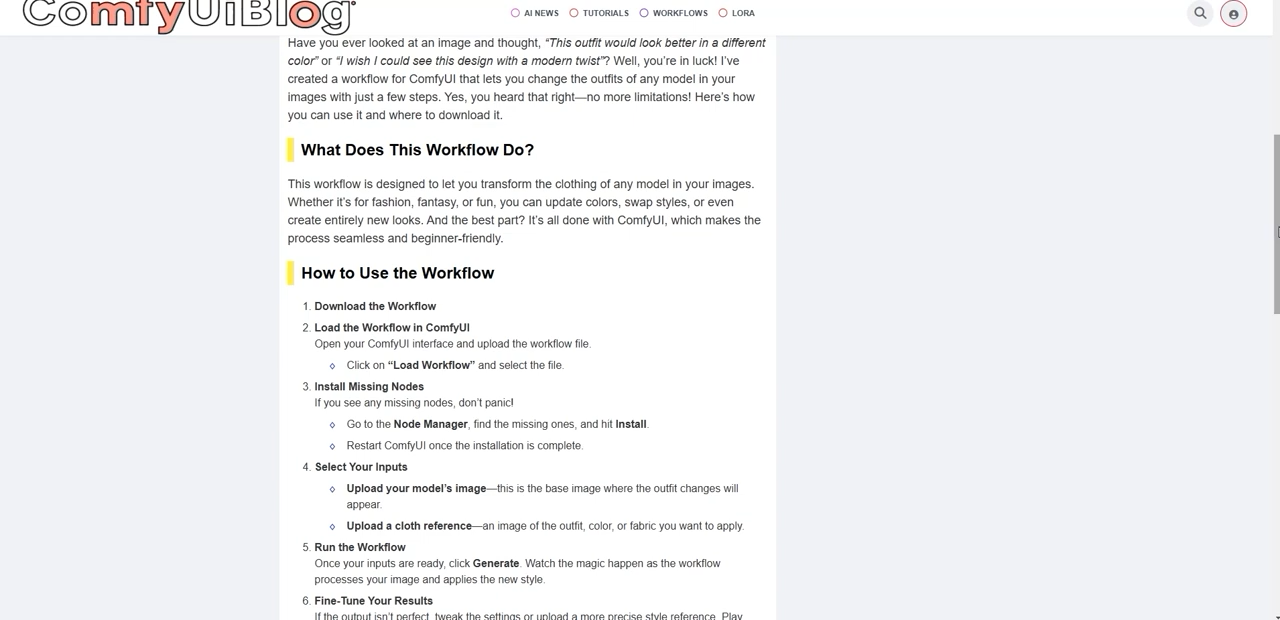 ComfyUiBlog
AI NEWS TUTORIALS WORKFLOWS LORA
Have you ever looked at an image and thought, “This outfit would look better in a different
color” or “I wish I could see this design with a modern twist”? Well, you’re in luck! I’ve
created a workflow for ComfyUI that lets you change the outfits of any model in your
images with just a few steps. Yes, you heard that right—no more limitations! Here’s how
you can use it and where to download it.
What Does This Workflow Do?
This workflow is designed to let you transform the clothing of any model in your images.
Whether it’s for fashion, fantasy, or fun, you can update colors, swap styles, or even
create entirely new looks. And the best part? It’s all done with ComfyUI, which makes the
process seamless and beginner-friendly.
How to Use the Workflow
1. Download the Workflow
2. Load the Workflow in ComfyUI
Open your ComfyUI interface and upload the workflow file.
Click on “Load Workflow” and select the file.
3. Install Missing Nodes
If you see any missing nodes, don’t panic!
Go to the Node Manager, find the missing ones, and hit Install.
Restart ComfyUI once the installation is complete.
4. Select Your Inputs
Upload your model’s image—this is the base image where the outfit changes will
appear.
Upload a cloth reference—an image of the outfit, color, or fabric you want to apply.
5. Run the Workflow
Once your inputs are ready, click Generate. Watch the magic happen as the workflow
processes your image and applies the new style.
6. Fine-Tune Your Results
If the output isn’t perfect, tweak the settings or upload a more precise style reference. Play